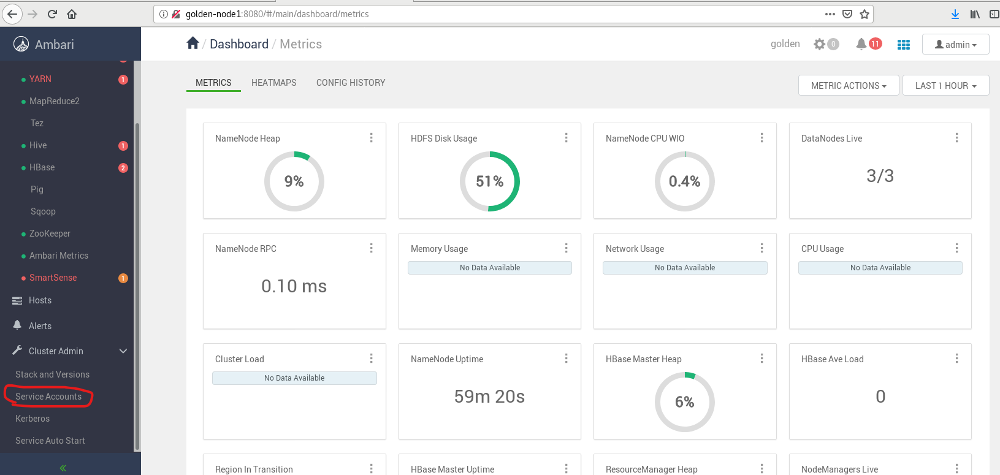 golden-node1:8080/#/main/dashboard/metrics
Ambari
YARN 1
MapReduce2
Tez
Hive 1
HBase 2
Pig
Sqoop
ZooKeeper
Ambari Metrics
SmartSense 1
Hosts
Alerts
Cluster Admin
Stack and Versions
Service Accounts
Kerberos
Service Auto Start
/ Dashboard / Metrics
golden 0 11 admin
METRICS HEATMAPS CONFIG HISTORY
METRIC ACTIONS LAST 1 HOUR
NameNode Heap
9%
HDFS Disk Usage
51%
NameNode CPU WIO
0.4%
DataNodes Live
3/3
NameNode RPC
0.10 ms
Memory Usage
No Data Available
Network Usage
No Data Available
CPU Usage
No Data Available
Cluster Load
No Data Available
NameNode Uptime
59m 20s
HBase Master Heap
6%
HBase Ave Load
0
Region In Transition
HBase Master Uptime
ResourceManager Heap
NodeManagers Live